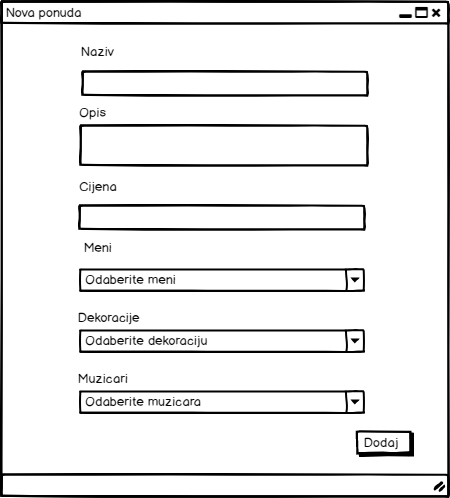 Nova ponuda
Naziv
Opis
Cijena
Meni
Odaberite meni
Dekoracije
Odaberite dekoraciju
Muzicari
Odaberite muzicara
Dodaj